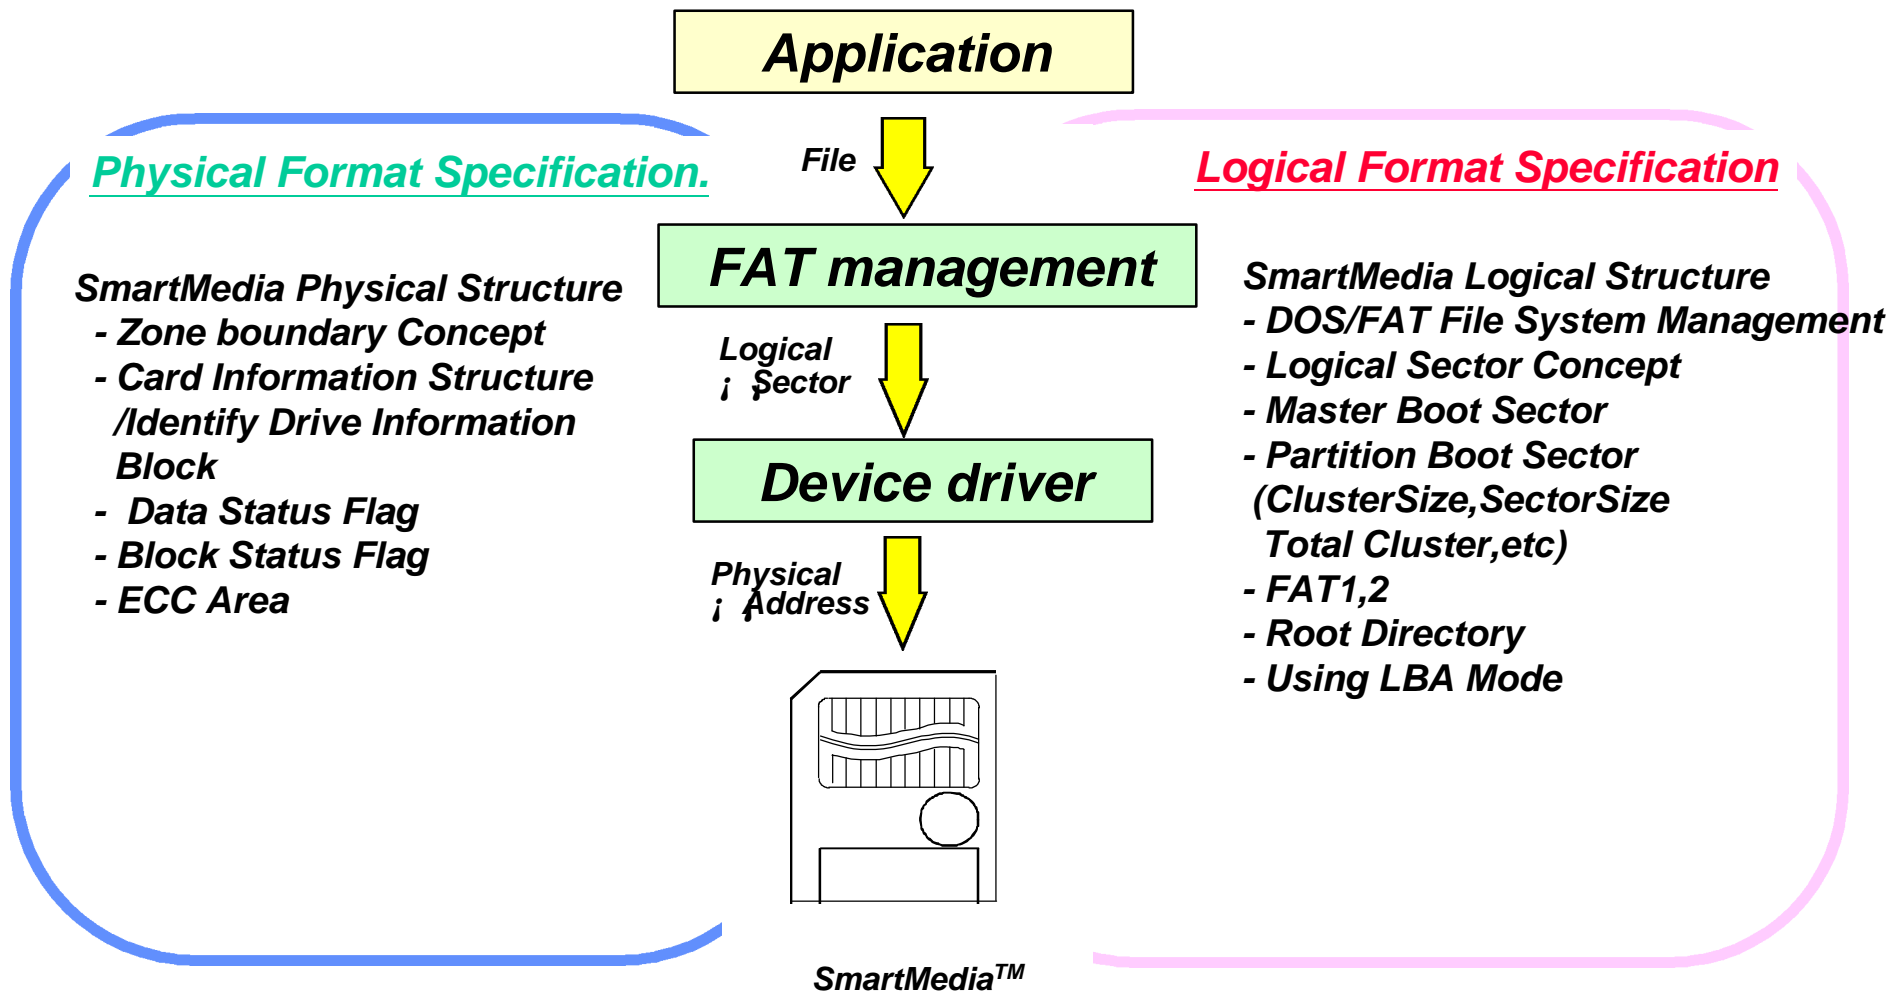 Application
File
FAT management
Logical
¡ ¡Sector
Device driver
Physical
¡ ¡Address
SmartMedia™
Physical Format Specification.
SmartMedia Physical Structure
- Zone boundary Concept
- Card Information Structure
/Identify Drive Information
Block
- Data Status Flag
- Block Status Flag
- ECC Area
Logical Format Specification
SmartMedia Logical Structure
- DOS/FAT File System Management
- Logical Sector Concept
- Master Boot Sector
- Partition Boot Sector
(ClusterSize,SectorSize
Total Cluster,etc)
- FAT1,2
- Root Directory
- Using LBA Mode